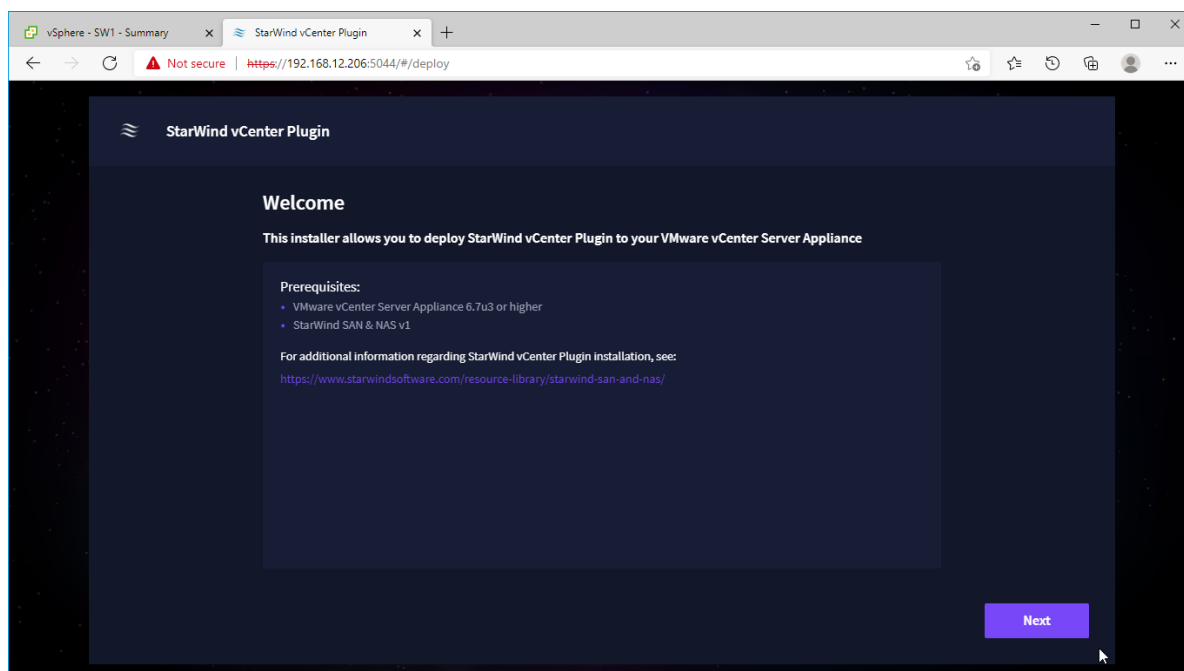 vSphere - SW1 - Summary
StarWind vCenter Plugin
Not secure
https://192.168.12.206:5044/#/deploy
StarWind vCenter Plugin
Welcome
This installer allows you to deploy StarWind vCenter Plugin to your VMware vCenter Server Appliance
Prerequisites:
• VMware vCenter Server Appliance 6.7u3 or higher
• StarWind SAN & NAS v1
For additional information regarding StarWind vCenter Plugin installation, see:
https://www.starwindsoftware.com/resource-library/starwind-san-and-nas/
Next